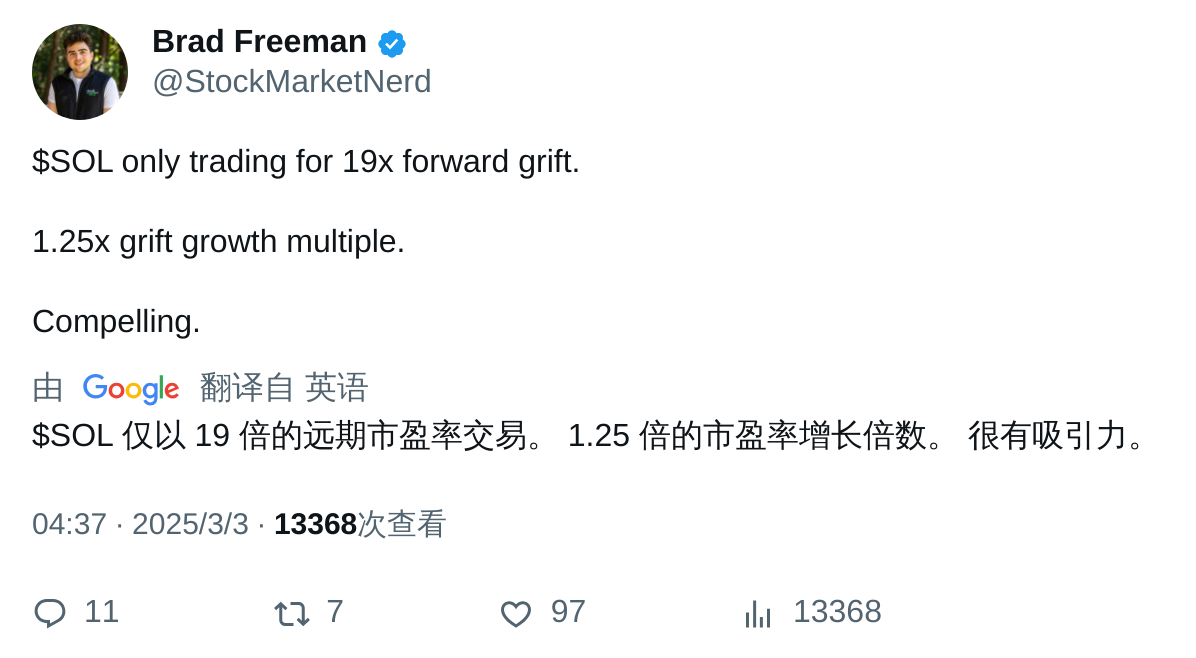 Brad Freeman
@StockMarketNerd
$SOL only trading for 19x forward grift.
1.25x grift growth multiple.
Compelling.
由 Google 翻译自 英语
$SOL 仅以 19 倍的远期市盈率交易。 1.25 倍的市盈率增长倍数。 很有吸引力。
04:37 · 2025/3/3 · 13368次查看
11 7 97 13368